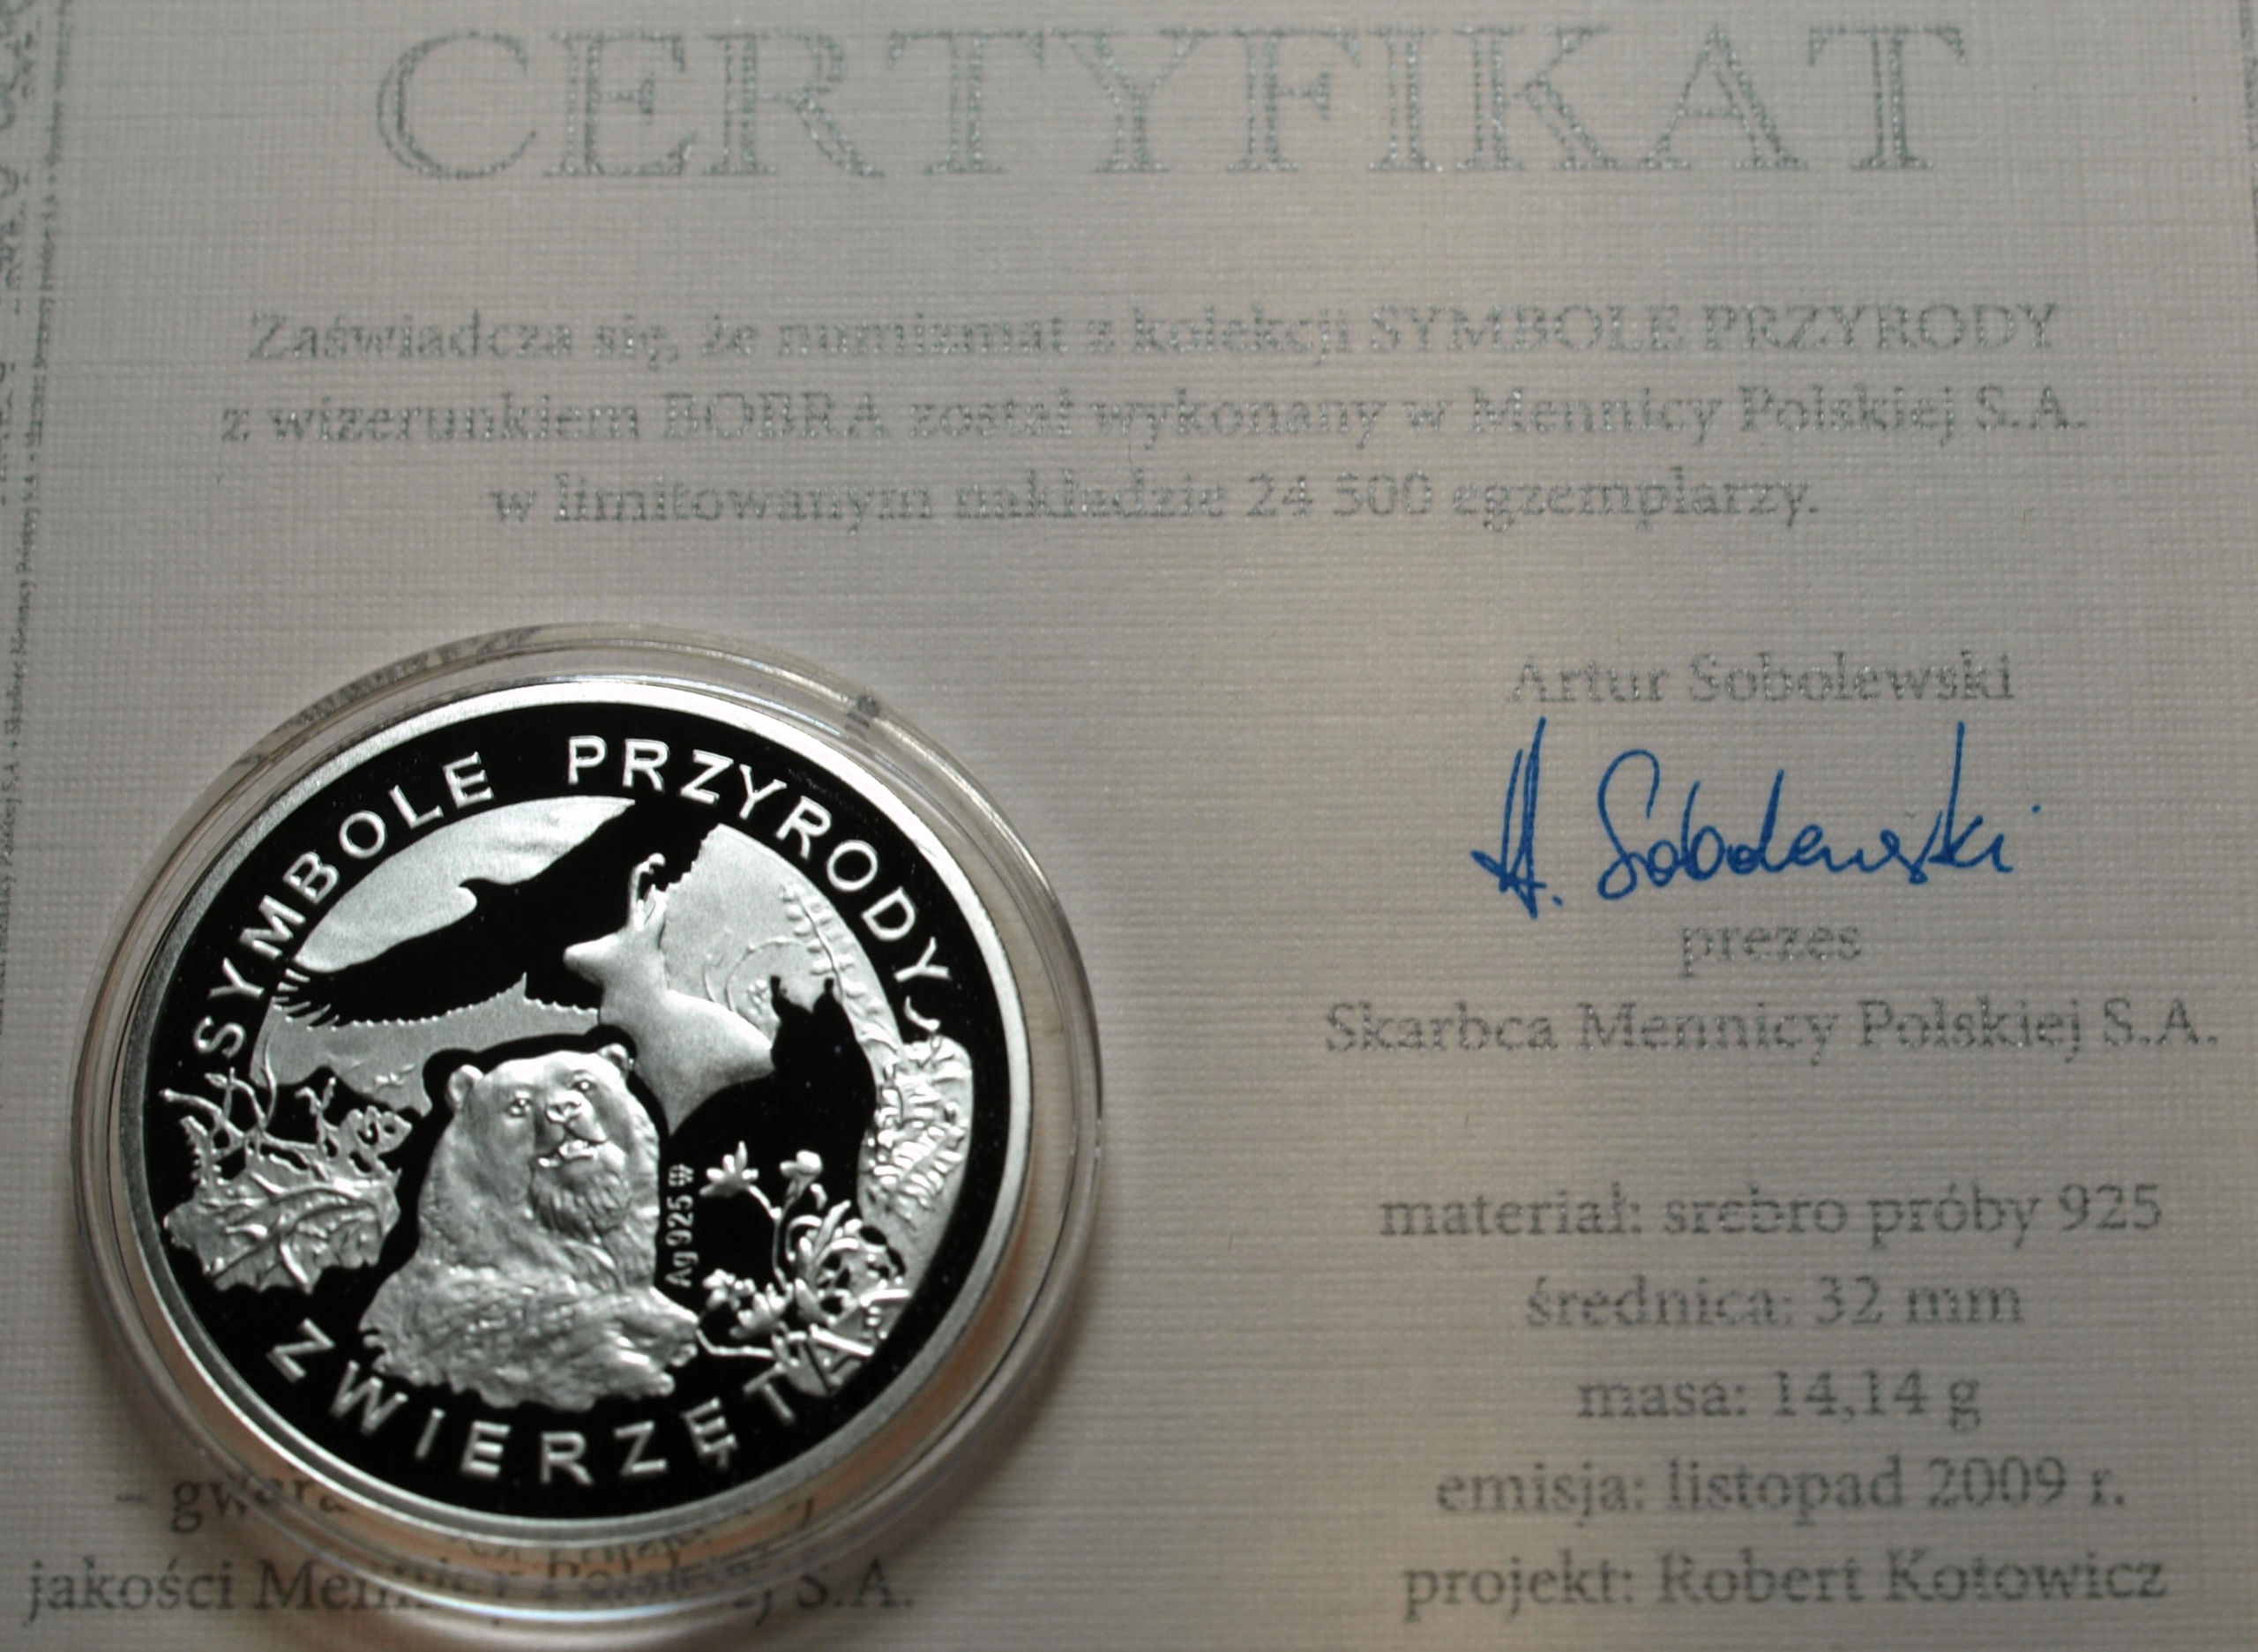 CERTYFIKAT
Zaświadcza się, że numizmat z kolekcji SYMBOLE PRZYRODY
z wizerunkiem BOBRA został wykonany w Mennicy Polskiej S.A.
w limitowanym nakładzie 24 500 egzemplarzy.
Artur Sobolewski
A. Sobolewski
prezes
Skarbca Mennicy Polskiej S.A.
SYMBOLE PRZYRODY
Ag 925
ZWIERZĘTA
materiał: srebro próby 925
średnica: 32 mm
masa: 14,14 g
emisja: listopad 2009 r.
projekt: Robert Kotowicz
jakości Mennicy Polskiej S.A.